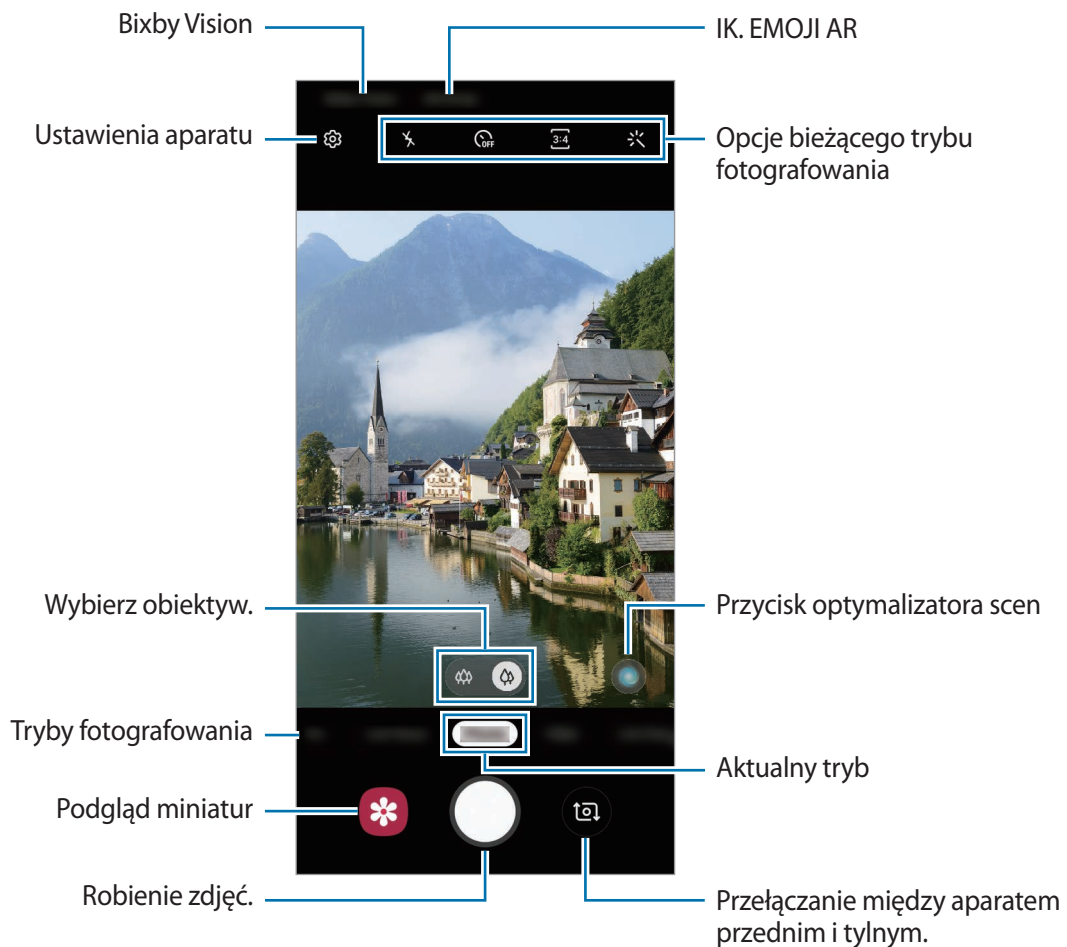 Bixby Vision
IK. EMOJI AR
Ustawienia aparatu
OFF
3:4
Opcje bieżącego trybu
fotografowania
Wybierz obiektyw.
Przycisk optymalizatora scen
Tryby fotografowania
Aktualny tryb
Podgląd miniatur
Robienie zdjęć.
Przełączanie między aparatem
przednim i tylnym.